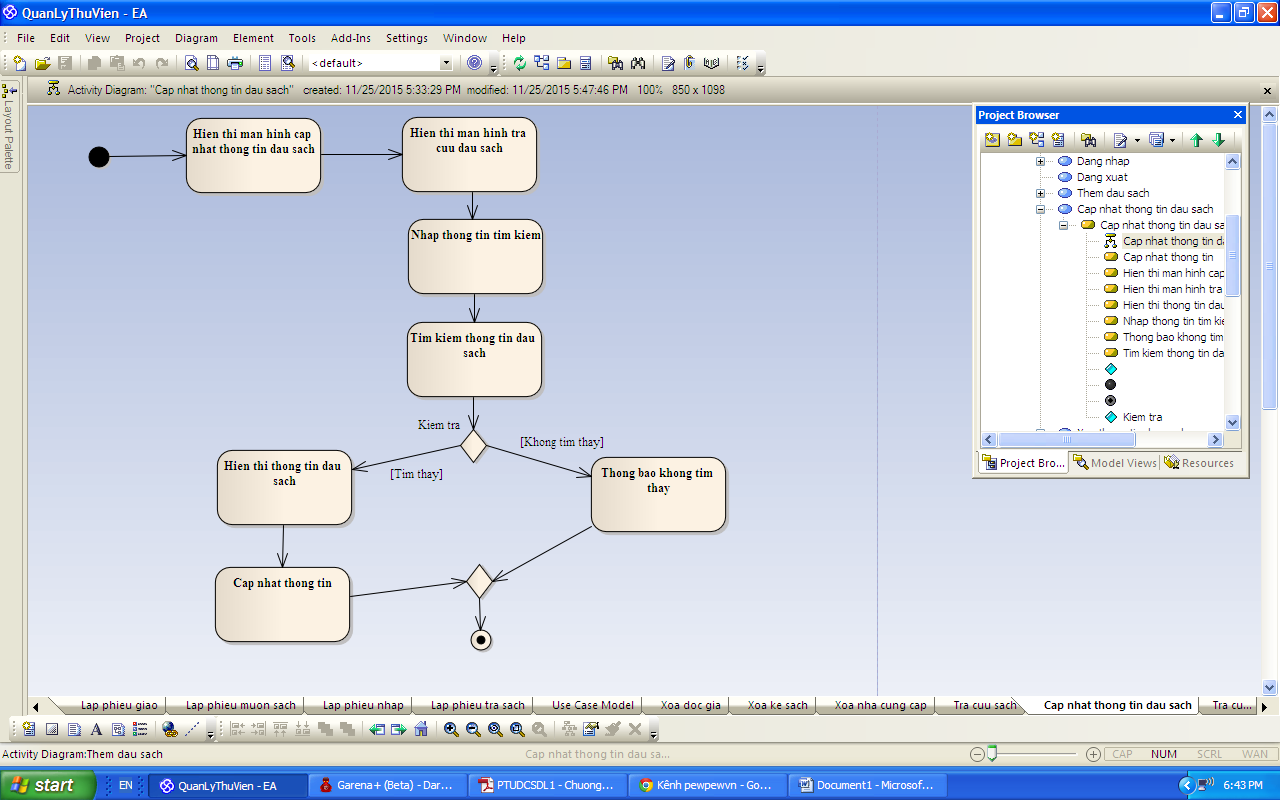 QuanLyThuVien - EA
File Edit View Project Diagram Element Tools Add-Ins Settings Window Help
<default>
Activity Diagram: "Cap nhat thong tin dau sach" created: 11/25/2015 5:33:29 PM modified: 11/25/2015 5:47:46 PM 100% 850 x 1098
Layout Palette
Hien thi man hinh cap
nhat thong tin dau sach
Hien thi man hinh tra
cuu dau sach
Nhap thong tin tim kiem
Tim kiem thong tin dau
sach
Kiem tra
[Khong tim thay]
[Tim thay]
Hien thi thong tin dau
sach
Thong bao khong tim
thay
Cap nhat thong tin
Project Browser
Dang nhap
Dang xuat
Them dau sach
Cap nhat thong tin dau sach
Cap nhat thong tin dau sa
Cap nhat thong tin d
Cap nhat thong tin
Hien thi man hinh cap
Hien thi man hinh tra
Hien thi thong tin dau
Nhap thong tin tim kie
Thong bao khong tim
Tim kiem thong tin da
Kiem tra
Project Bro... Model Views Resources
Lap phieu giao Lap phieu muon sach Lap phieu nhap Lap phieu tra sach Use Case Model Xoa doc gia Xoa ke sach Xoa nha cung cap Tra cuu sach Cap nhat thong tin dau sach Tra cu...
Activity Diagram:Them dau sach Cap nhat thong tin dau sa... CAP NUM SCRL WAN
start EN QuanLyThuVien - EA Garena+ (Beta) - Dar... PTUDCSDL1 - Chuong... Kênh pewpewvn - Go... Document1 - Microsof... 6:43 PM